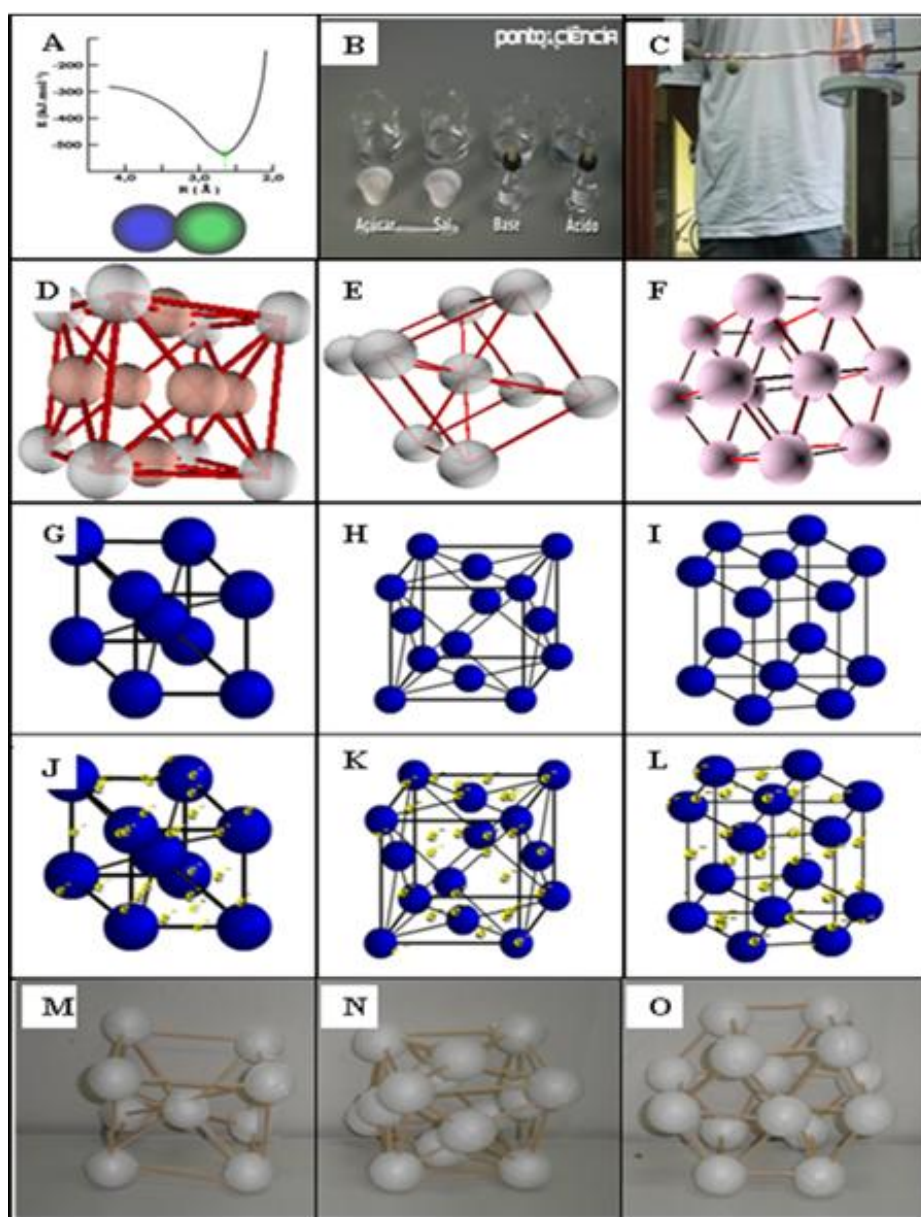 A
B
C
ponto ciência
-200
-300
-400
-500
E (kJ.mol⁻¹)
4,0
3,0
2,0
R (Å)
Açúcar
Sal
Base
Ácido
D
E
F
G
H
I
J
K
L
M
N
O